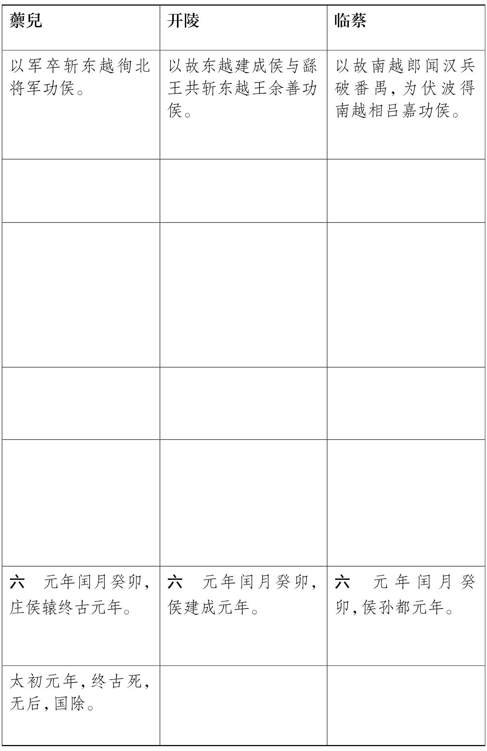 蘌兒
以军卒斩东越徇北
将军功侯。
六 元年闰月癸卯，
庄侯辕终古元年。
太初元年，终古死，
无后，国除。
开陵
以故东越建成侯与繇
王共斩东越王余善功
侯。
六 元年闰月癸卯，
侯建成元年。
临蔡
以故南越郎闻汉兵
破番禺，为伏波得
南越相吕嘉功侯。
六 元年闰月癸
卯，侯孙都元年。